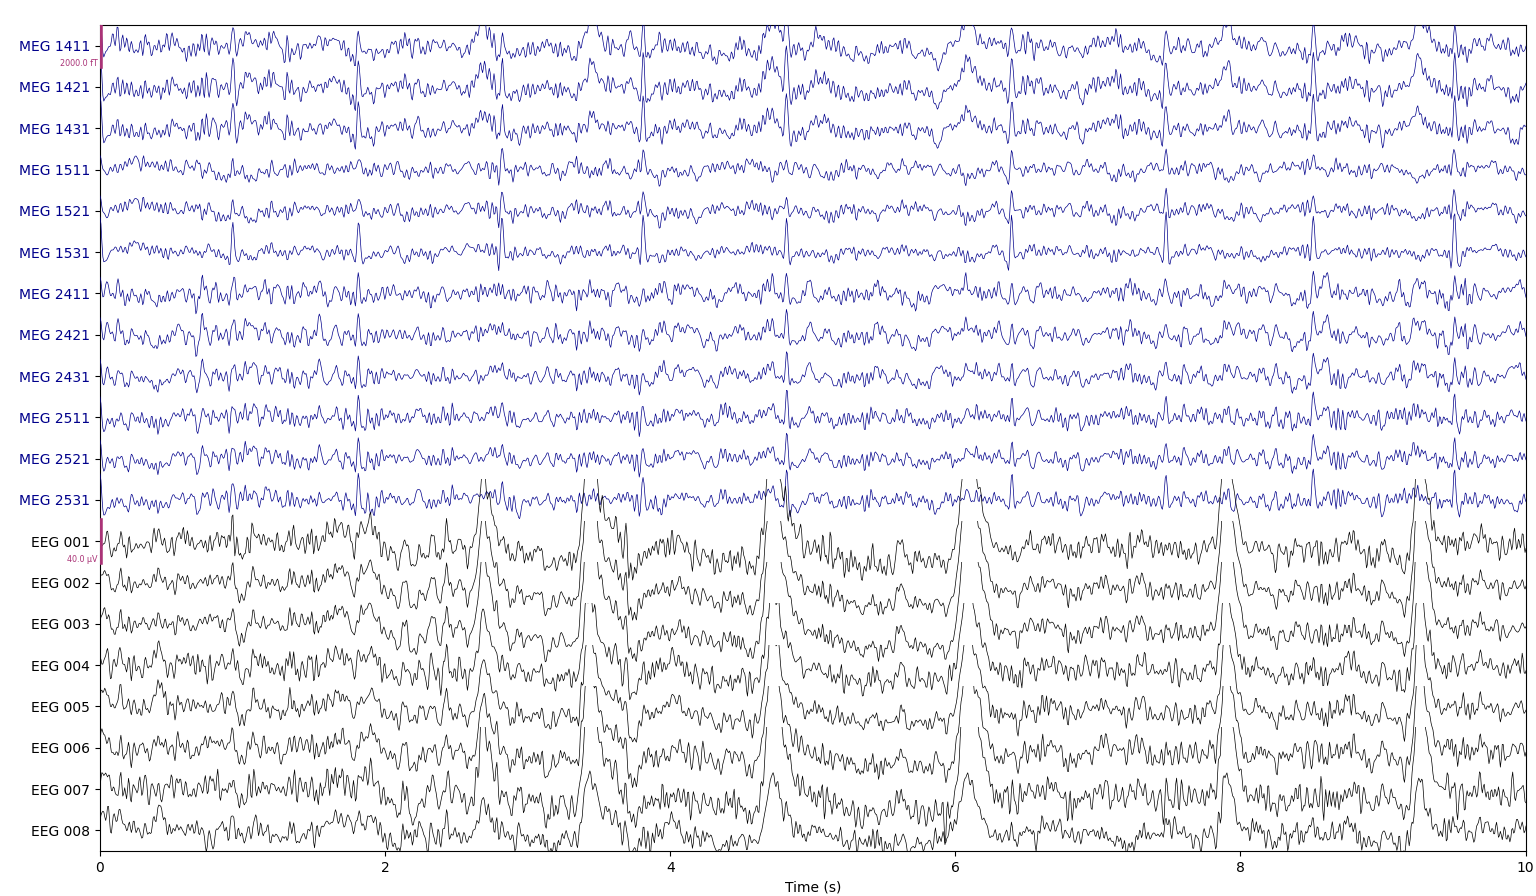 MEG 1411
2000.0 fT
MEG 1421
MEG 1431
MEG 1511
MEG 1521
MEG 1531
MEG 2411
MEG 2421
MEG 2431
MEG 2511
MEG 2521
MEG 2531
EEG 001
40.0 µV
EEG 002
EEG 003
EEG 004
EEG 005
EEG 006
EEG 007
EEG 008
0 2 4 6 8 10
Time (s)